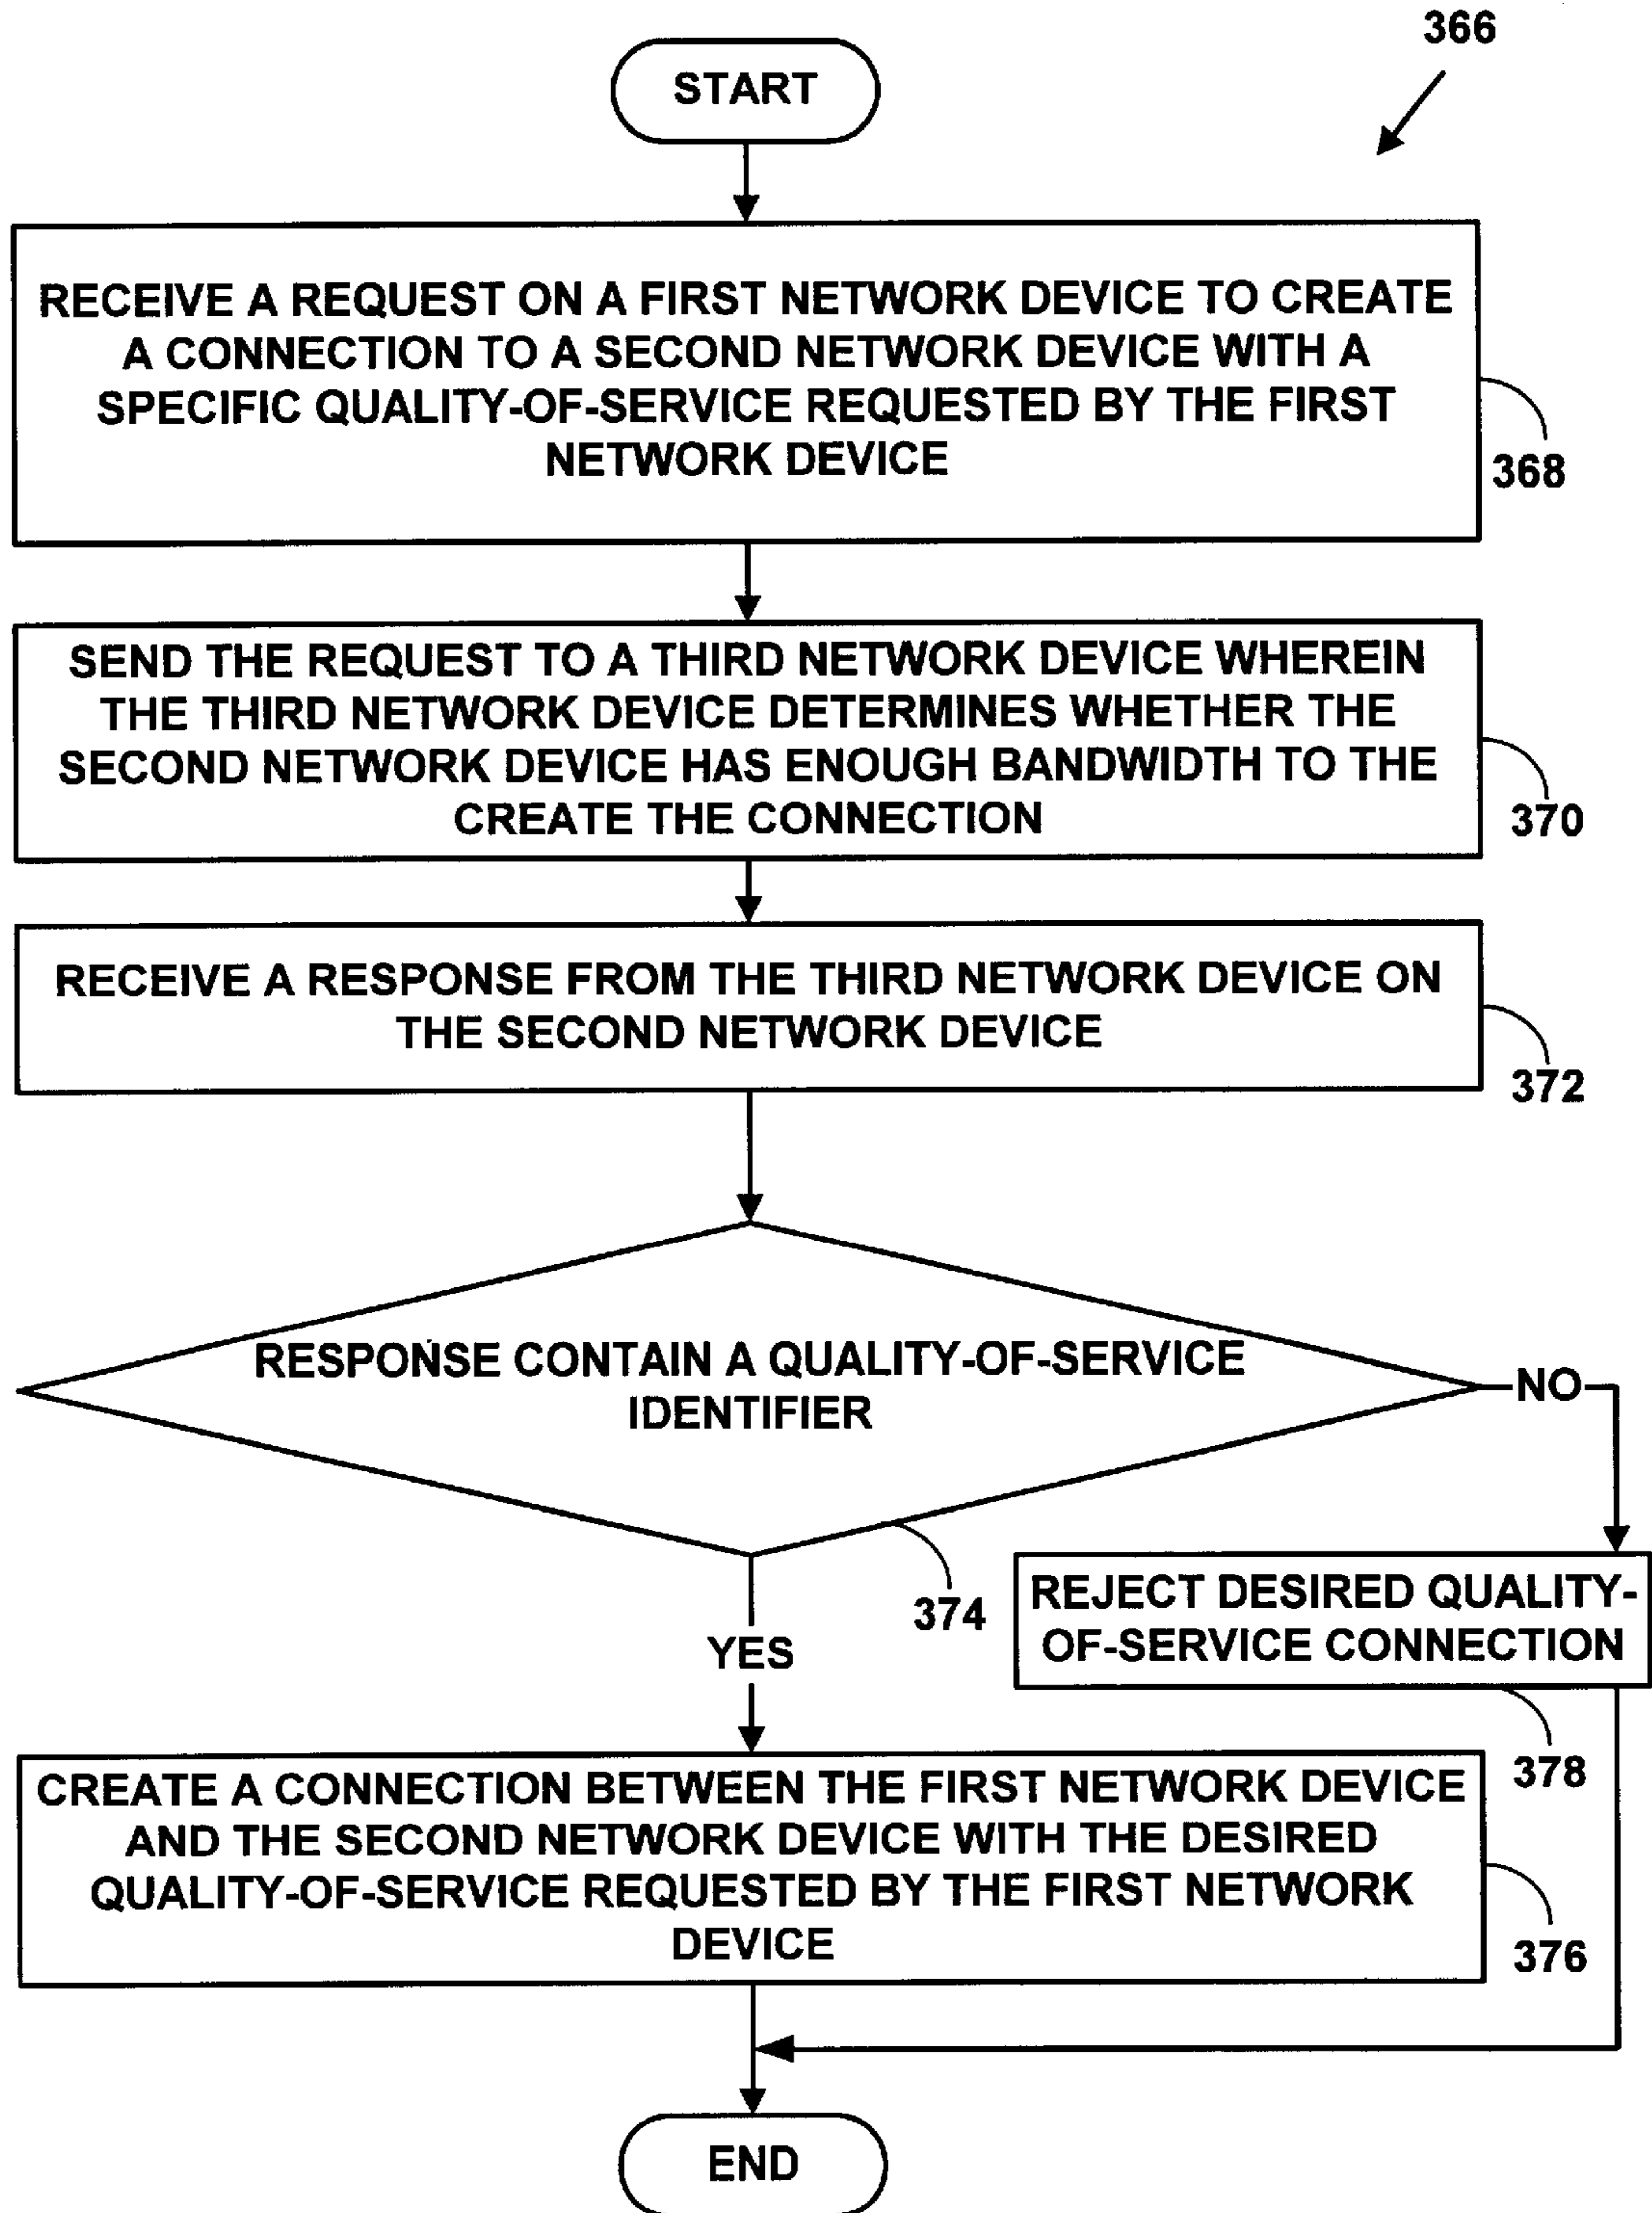 366
START
RECEIVE A REQUEST ON A FIRST NETWORK DEVICE TO CREATE
A CONNECTION TO A SECOND NETWORK DEVICE WITH A
SPECIFIC QUALITY-OF-SERVICE REQUESTED BY THE FIRST
NETWORK DEVICE
368
SEND THE REQUEST TO A THIRD NETWORK DEVICE WHEREIN
THE THIRD NETWORK DEVICE DETERMINES WHETHER THE
SECOND NETWORK DEVICE HAS ENOUGH BANDWIDTH TO THE
CREATE THE CONNECTION
370
RECEIVE A RESPONSE FROM THE THIRD NETWORK DEVICE ON
THE SECOND NETWORK DEVICE
372
RESPONSE CONTAIN A QUALITY-OF-SERVICE
IDENTIFIER
NO
374
YES
REJECT DESIRED QUALITY-
OF-SERVICE CONNECTION
378
CREATE A CONNECTION BETWEEN THE FIRST NETWORK DEVICE
AND THE SECOND NETWORK DEVICE WITH THE DESIRED
QUALITY-OF-SERVICE REQUESTED BY THE FIRST NETWORK
DEVICE
376
END